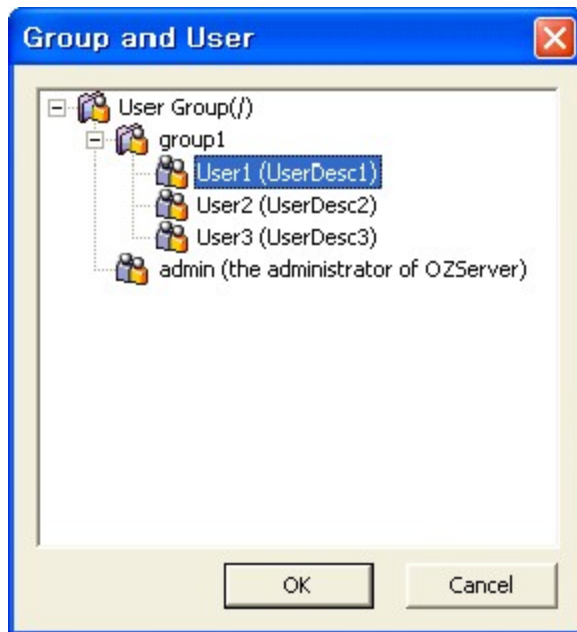 Group and User
User Group(/)
group1
User1 (UserDesc1)
User2 (UserDesc2)
User3 (UserDesc3)
admin (the administrator of OZServer)
OK
Cancel